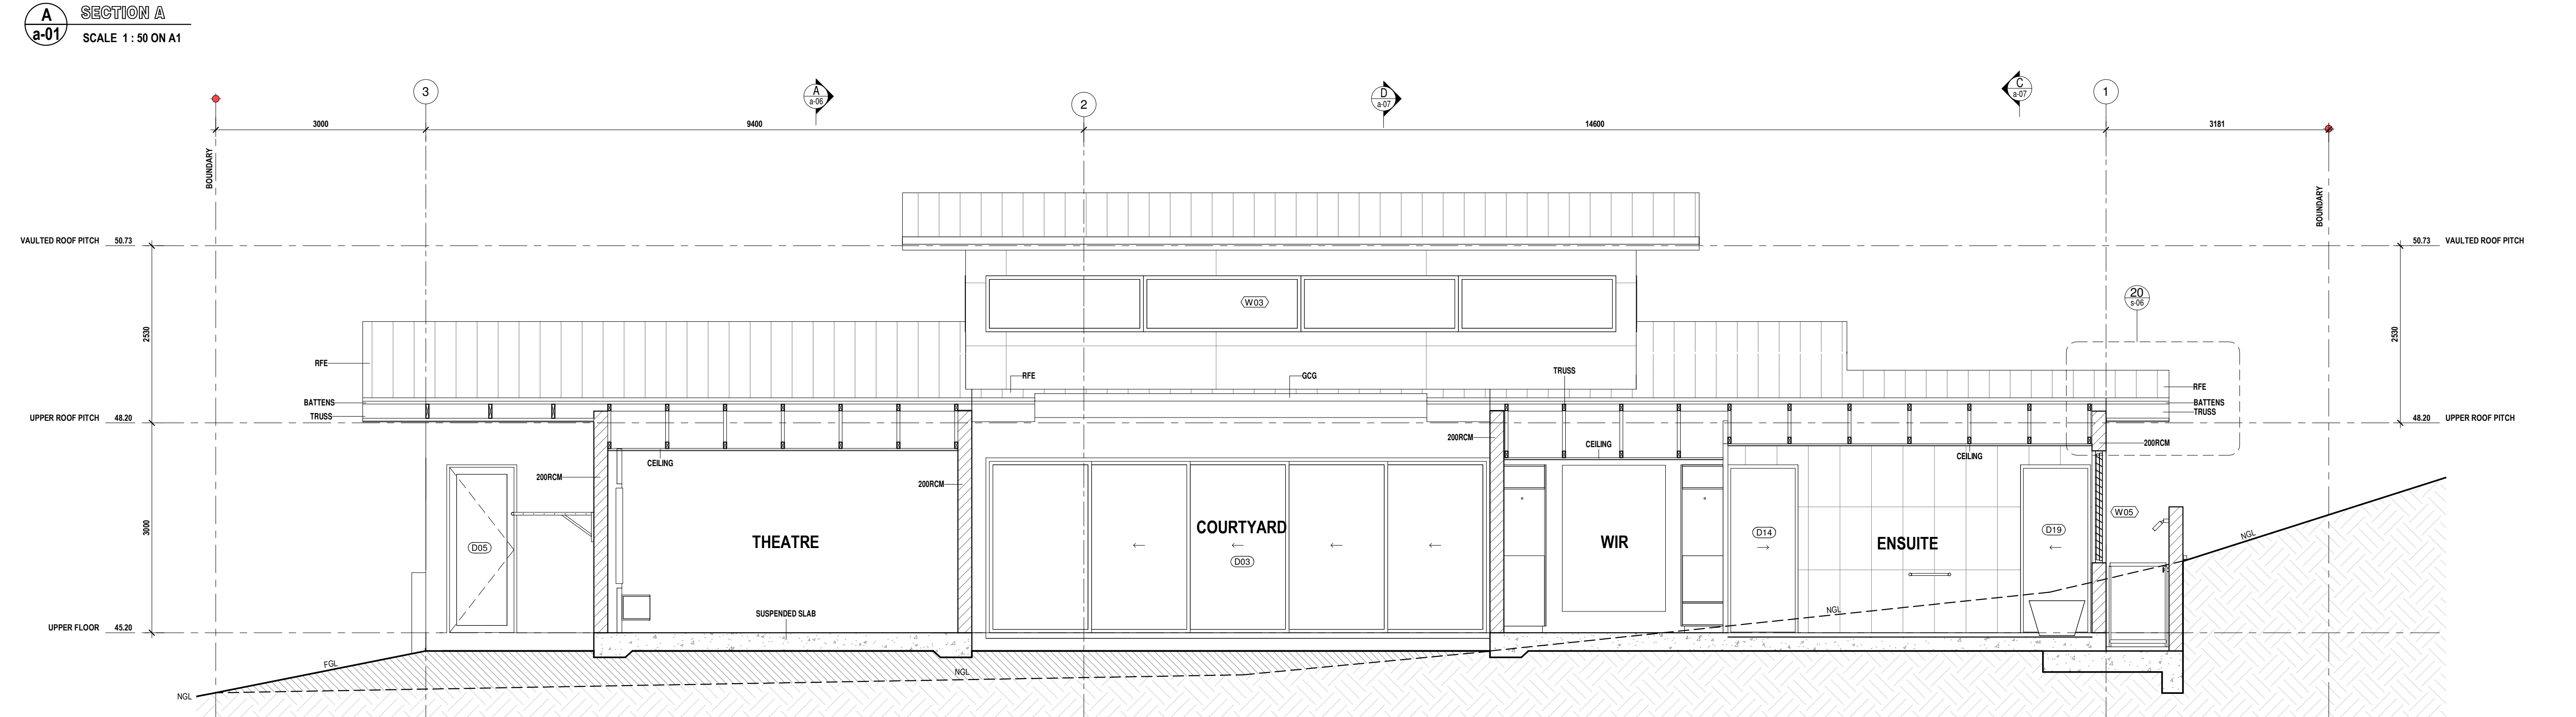 A
a-01
SECTION A
SCALE 1 : 50 ON A1
3
A
a-06
2
D
a-07
C
a-07
1
3000
9400
14600
3181
BOUNDARY
BOUNDARY
VAULTED ROOF PITCH 50.73
50.73 VAULTED ROOF PITCH
W03
20
s-06
2530
2530
RFE
RFE
GCG
TRUSS
RFE
BATTENS
BATTENS
TRUSS
TRUSS
UPPER ROOF PITCH 48.20
48.20 UPPER ROOF PITCH
200RCM
CEILING
CEILING
200RCM
CEILING
200RCM
200RCM
W05
3000
COURTYARD
D05
THEATRE
D03
WIR
D14
ENSUITE
D19
NGL
NGL
SUSPENDED SLAB
UPPER FLOOR 45.20
FGL
NGL
NGL